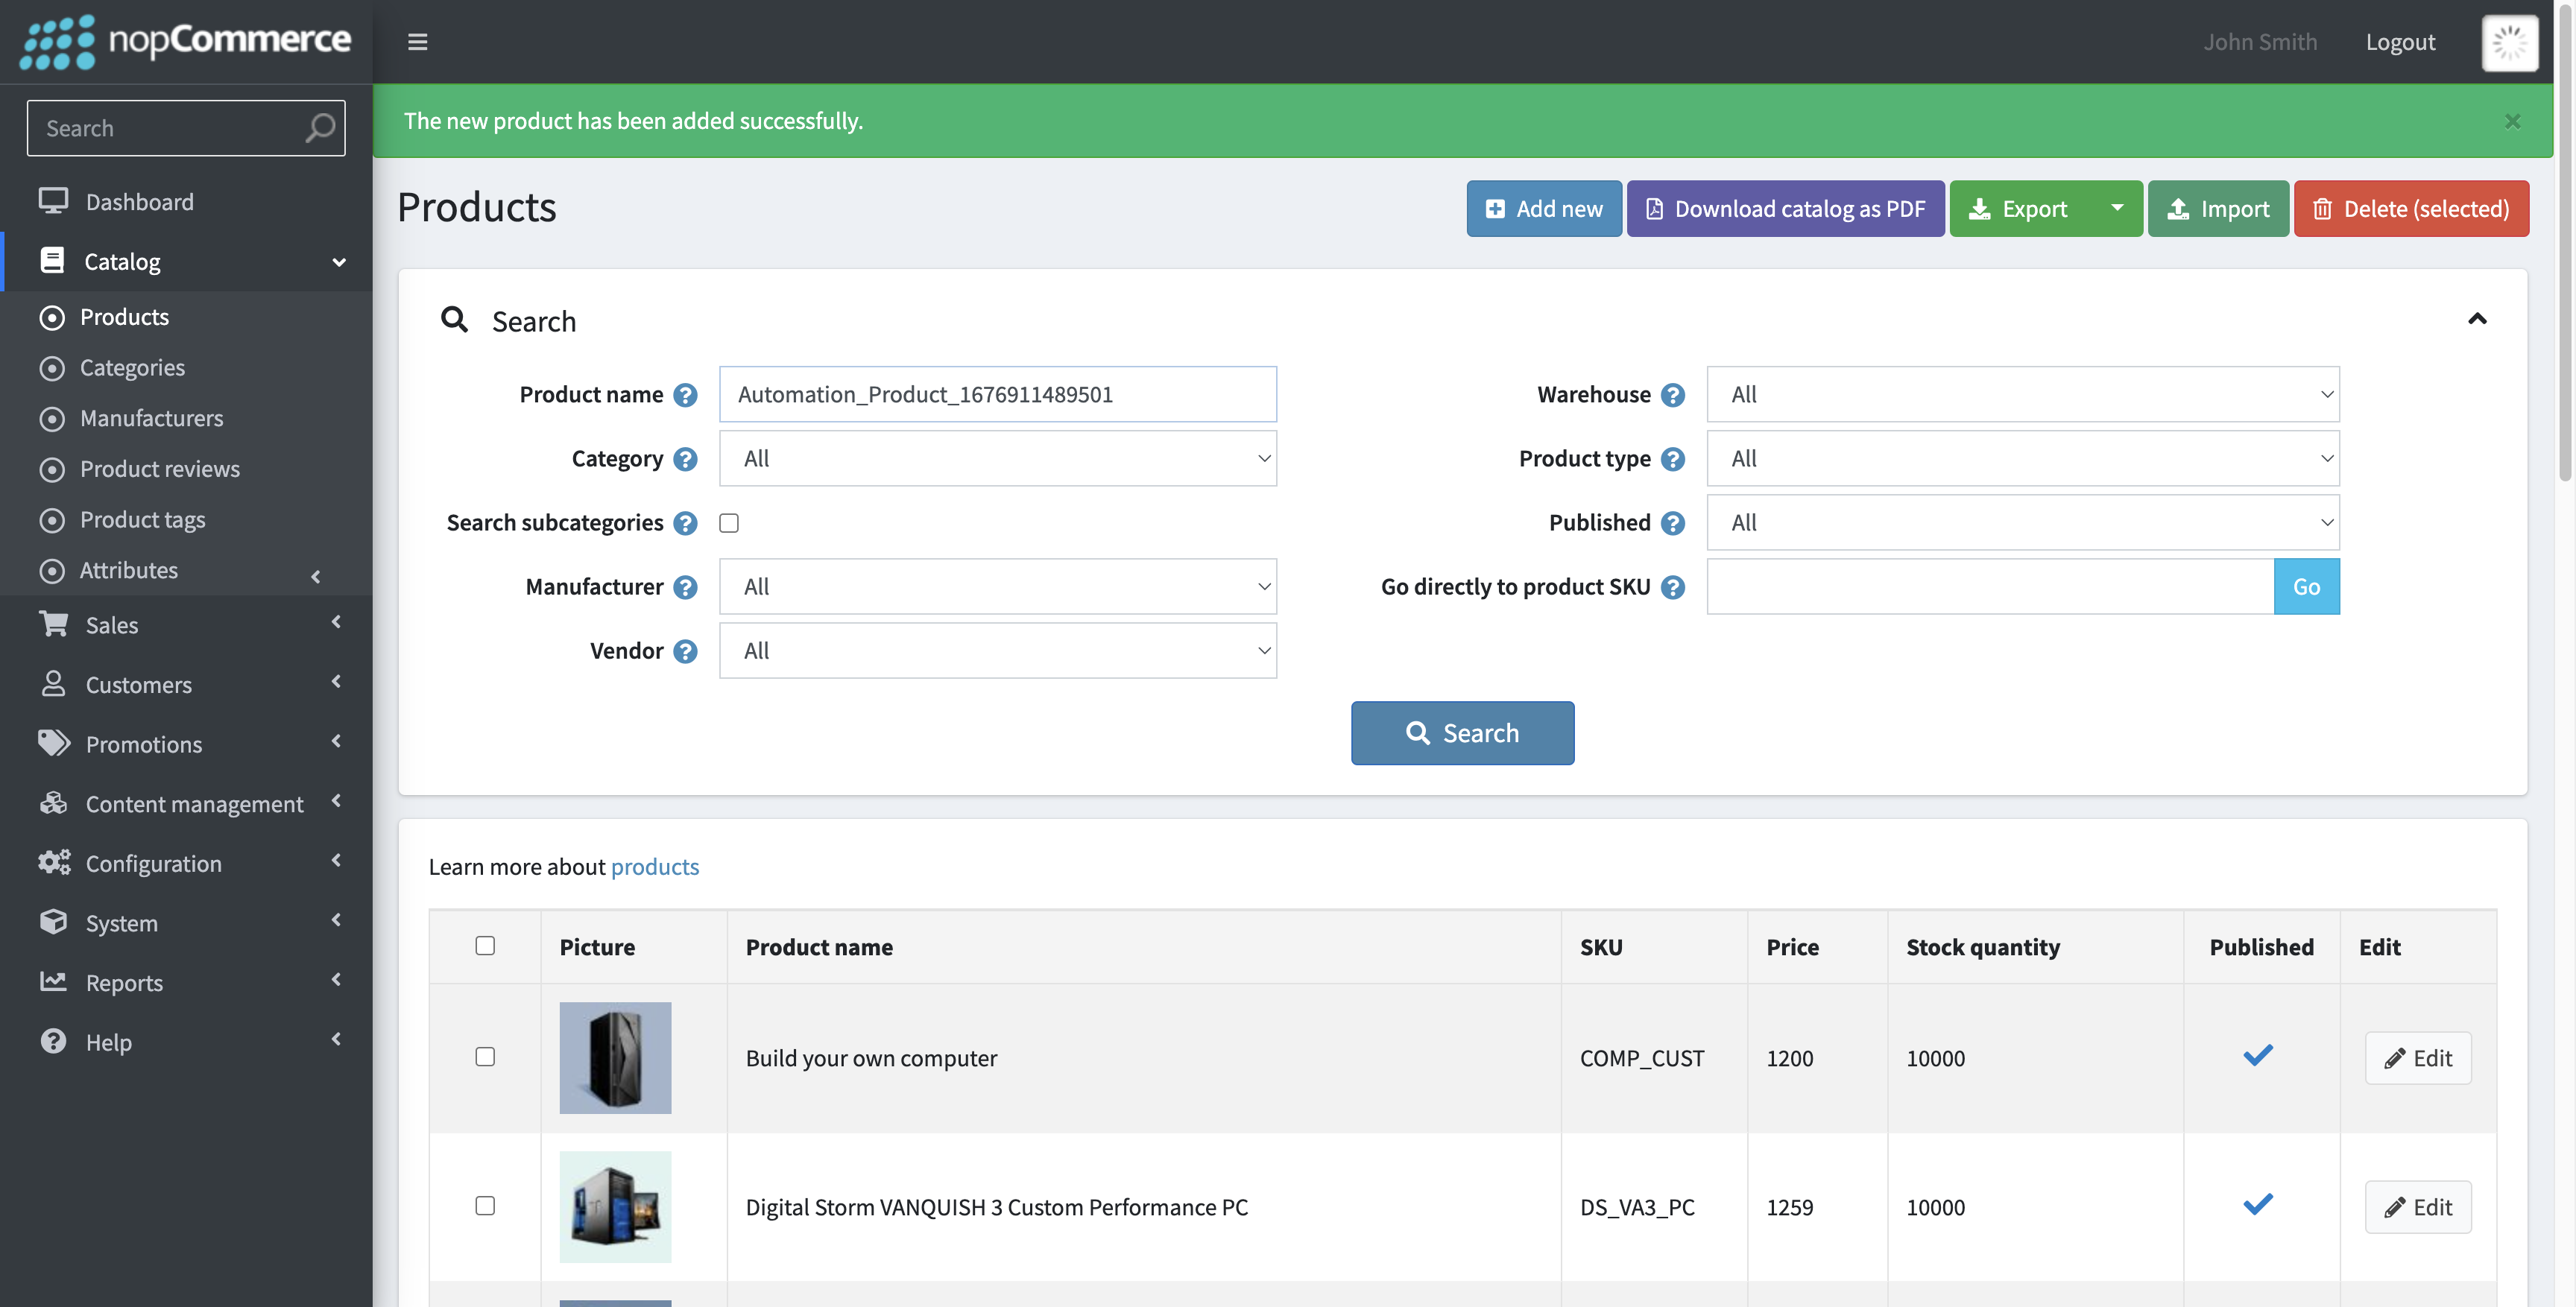 nopCommerce
John Smith
Logout
The new product has been added successfully.
Search
Dashboard
Catalog
Products
Categories
Manufacturers
Product reviews
Product tags
Attributes
Sales
Customers
Promotions
Content management
Configuration
System
Reports
Help
Products
Add new
Download catalog as PDF
Export
Import
Delete (selected)
Search
Product name Automation_Product_1676911489501
Warehouse All
Category All
Product type All
Search subcategories
Published All
Manufacturer All
Go directly to product SKU Go
Vendor All
Search
Learn more about products
Picture Product name SKU Price Stock quantity Published Edit
Build your own computer COMP_CUST 1200 10000 Edit
Digital Storm VANQUISH 3 Custom Performance PC DS_VA3_PC 1259 10000 Edit